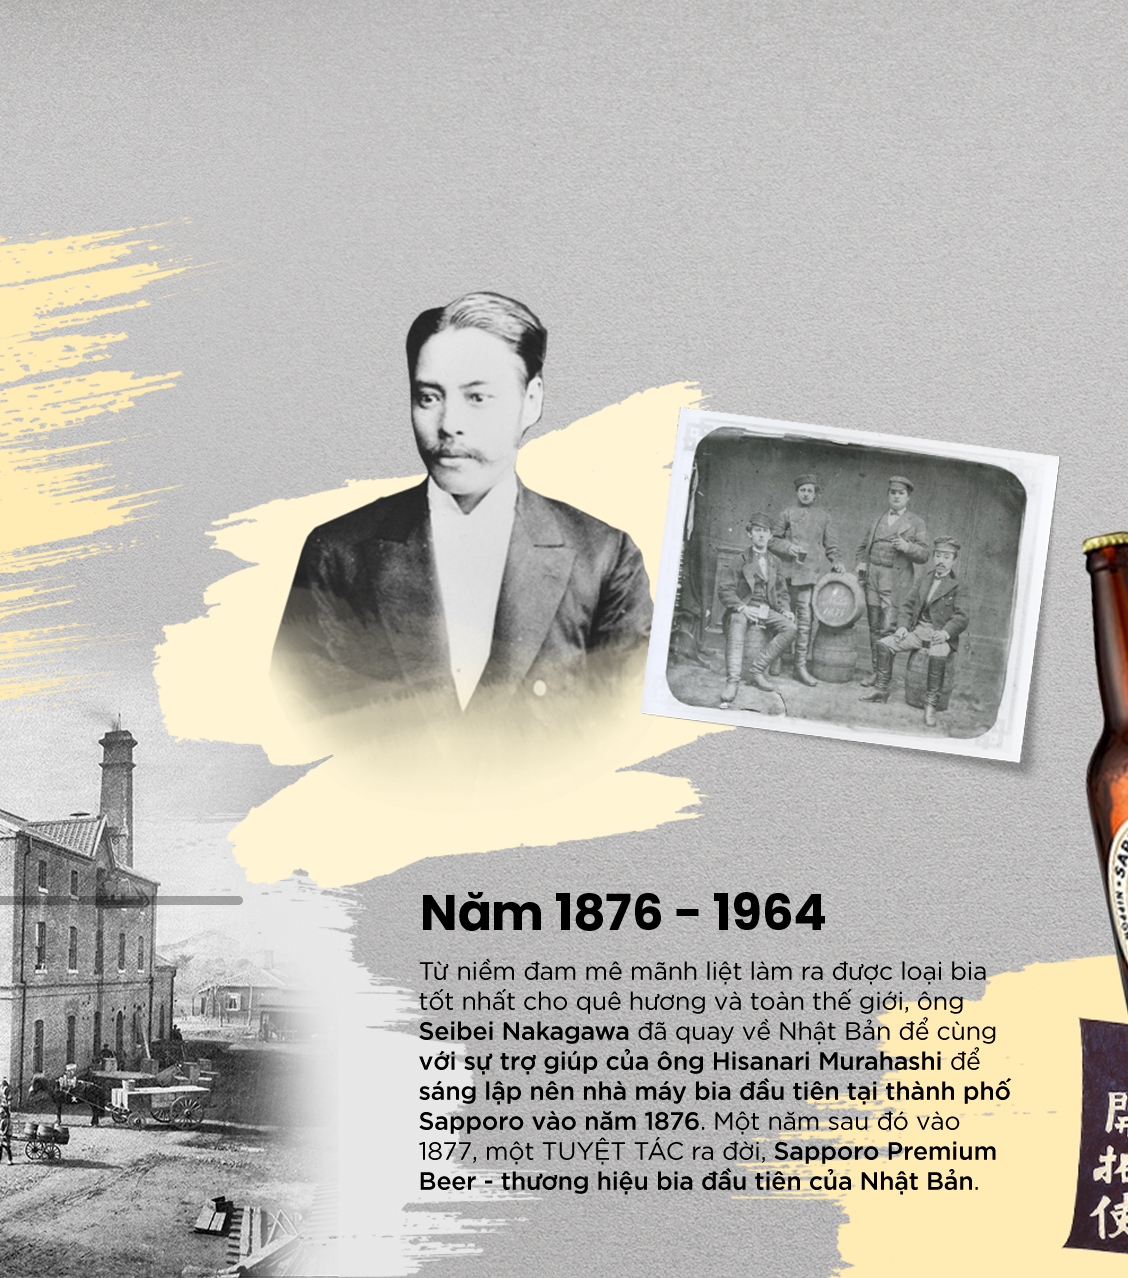 1877
Năm 1876 - 1964
Từ niềm đam mê mãnh liệt làm ra được loại bia
tốt nhất cho quê hương và toàn thế giới, ông
Seibei Nakagawa đã quay về Nhật Bản để cùng
với sự trợ giúp của ông Hisanari Murahashi để
sáng lập nên nhà máy bia đầu tiên tại thành phố
Sapporo vào năm 1876. Một năm sau đó vào
1877, một TUYỆT TÁC ra đời, Sapporo Premium
Beer - thương hiệu bia đầu tiên của Nhật Bản.
開
拓
使